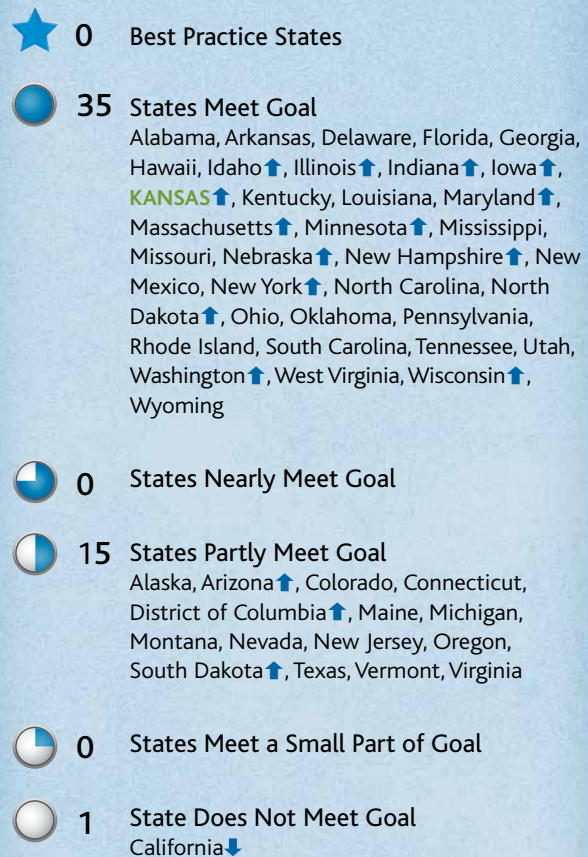 0 Best Practice States
35 States Meet Goal
Alabama, Arkansas, Delaware, Florida, Georgia,
Hawaii, Idaho⬆, Illinois⬆, Indiana⬆, Iowa⬆,
KANSAS⬆, Kentucky, Louisiana, Maryland⬆,
Massachusetts⬆, Minnesota⬆, Mississippi,
Missouri, Nebraska⬆, New Hampshire⬆, New
Mexico, New York⬆, North Carolina, North
Dakota⬆, Ohio, Oklahoma, Pennsylvania,
Rhode Island, South Carolina, Tennessee, Utah,
Washington⬆, West Virginia, Wisconsin⬆,
Wyoming
0 States Nearly Meet Goal
15 States Partly Meet Goal
Alaska, Arizona⬆, Colorado, Connecticut,
District of Columbia⬆, Maine, Michigan,
Montana, Nevada, New Jersey, Oregon,
South Dakota⬆, Texas, Vermont, Virginia
0 States Meet a Small Part of Goal
1 State Does Not Meet Goal
California⬇